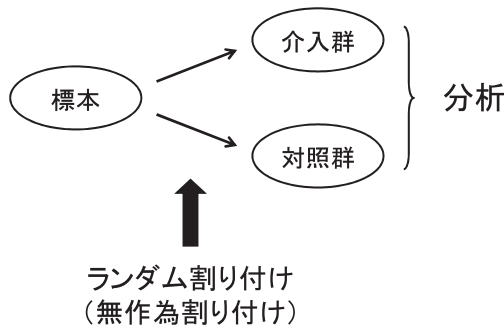 介入群
標本
分析
対照群
ランダム割り付け
（無作為割り付け）